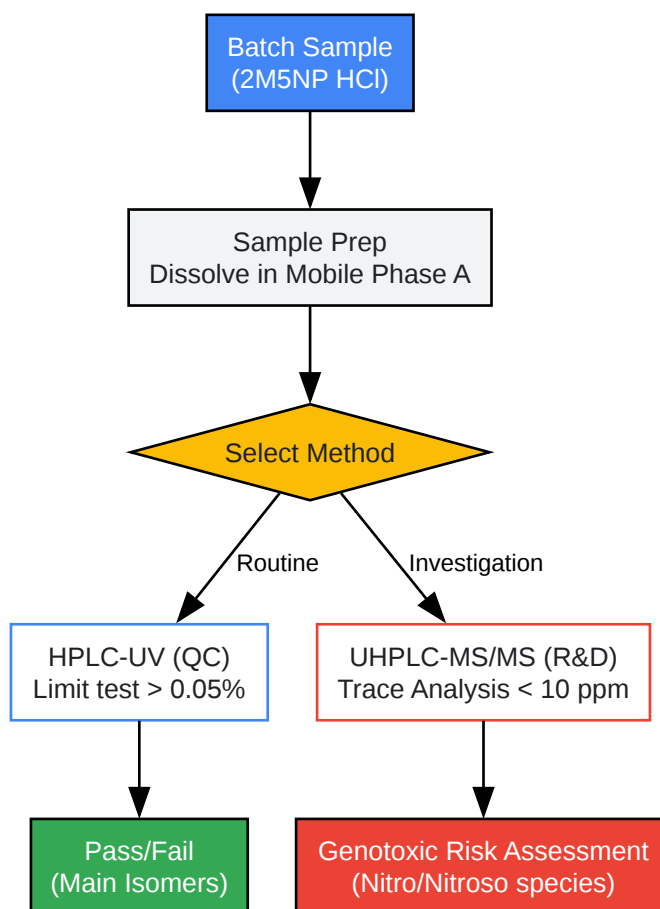 Batch Sample
(2M5NP HCl)
Sample Prep
Dissolve in Mobile Phase A
Select Method
Routine
Investigation
HPLC-UV (QC)
Limit test > 0.05%
UHPLC-MS/MS (R&D)
Trace Analysis < 10 ppm
Pass/Fail
(Main Isomers)
Genotoxic Risk Assessment
(Nitro/Nitroso species)